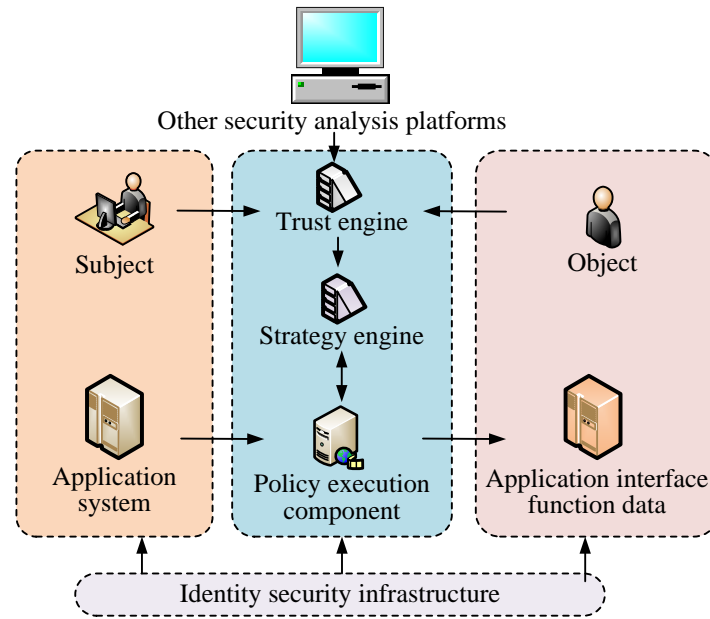 Other security analysis platforms
Trust engine
Subject
Object
Strategy engine
Application
system
Policy execution
component
Application interface
function data
Identity security infrastructure